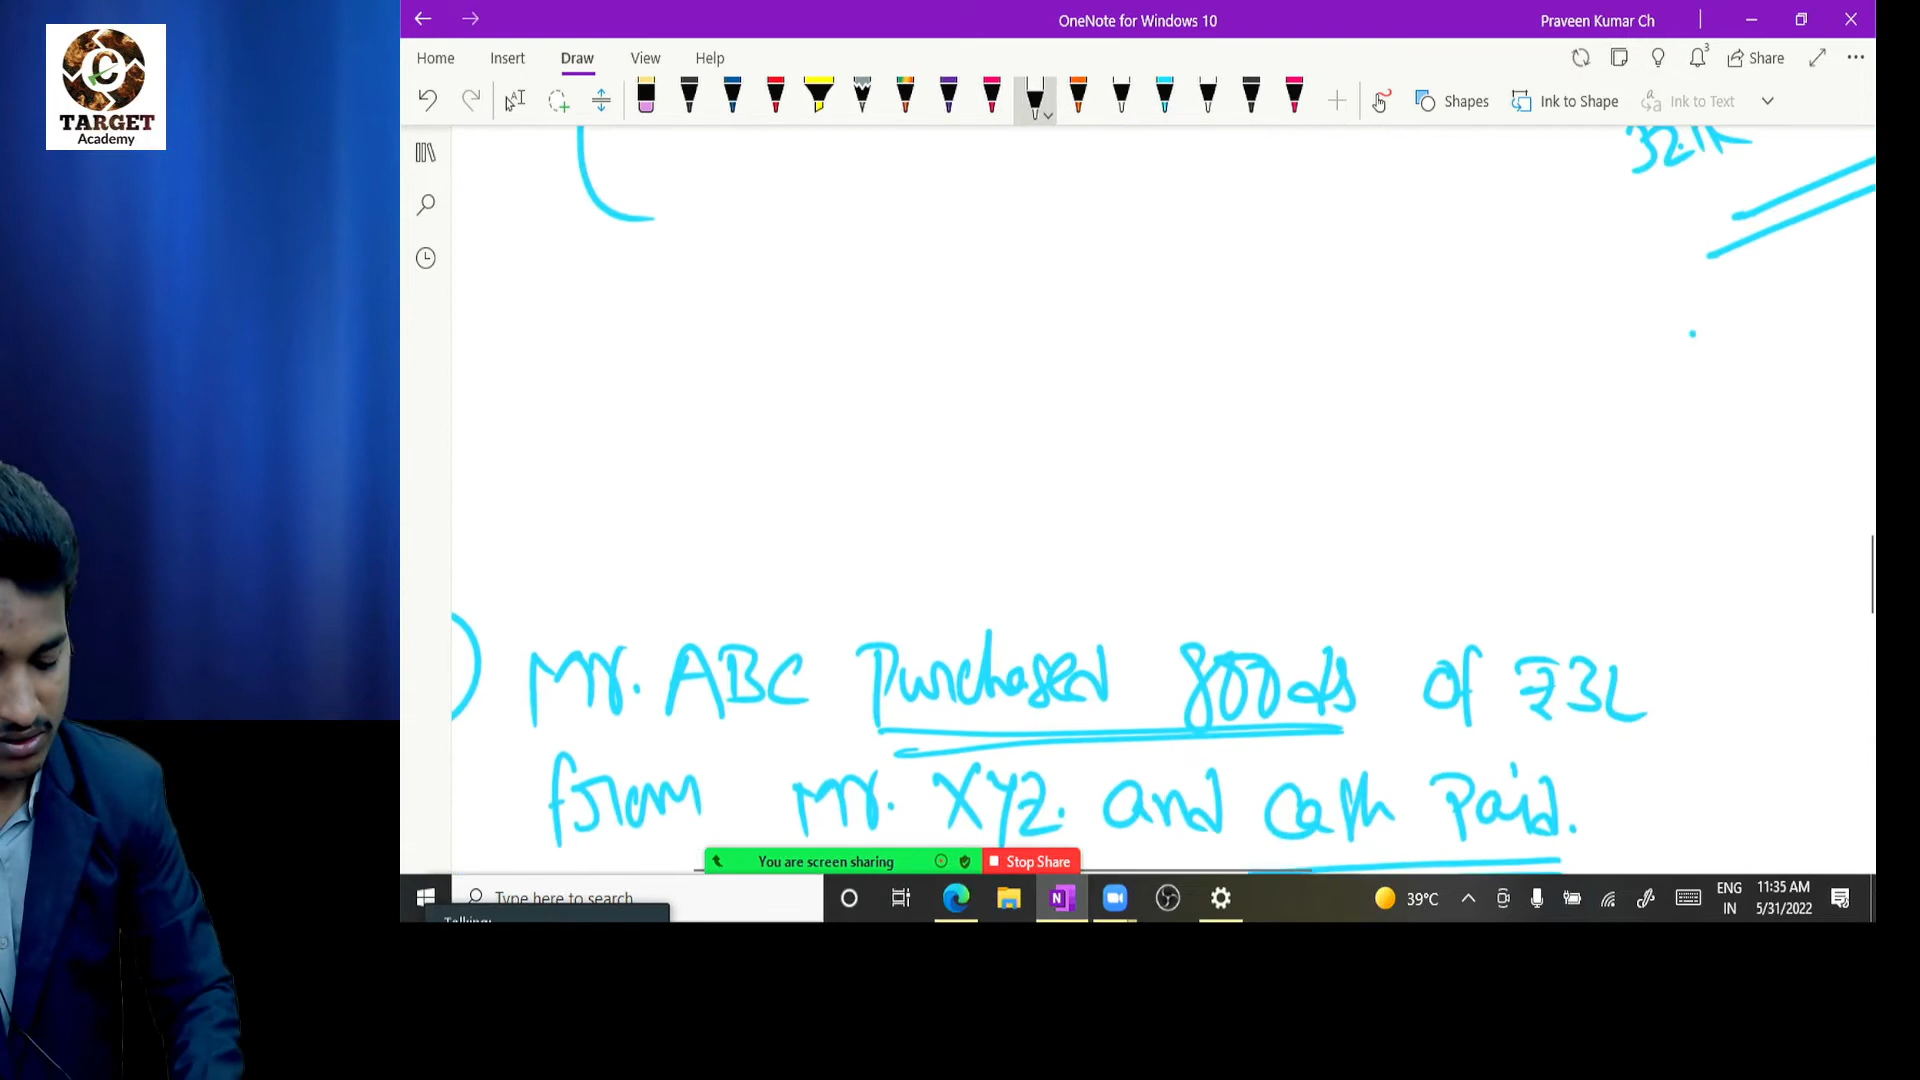 TARGET
Academy
OneNote for Windows 10
Praveen Kumar Ch
Home Insert Draw View Help
3
Share
Shapes
Ink to Shape
Ink to Text
Mr. ABC Purchased goods of ₹3L
from Mr. XYZ. and cash paid.
You are screen sharing
Stop Share
Type here to search
Talking:
39°C
ENG
IN
11:35 AM
5/31/2022